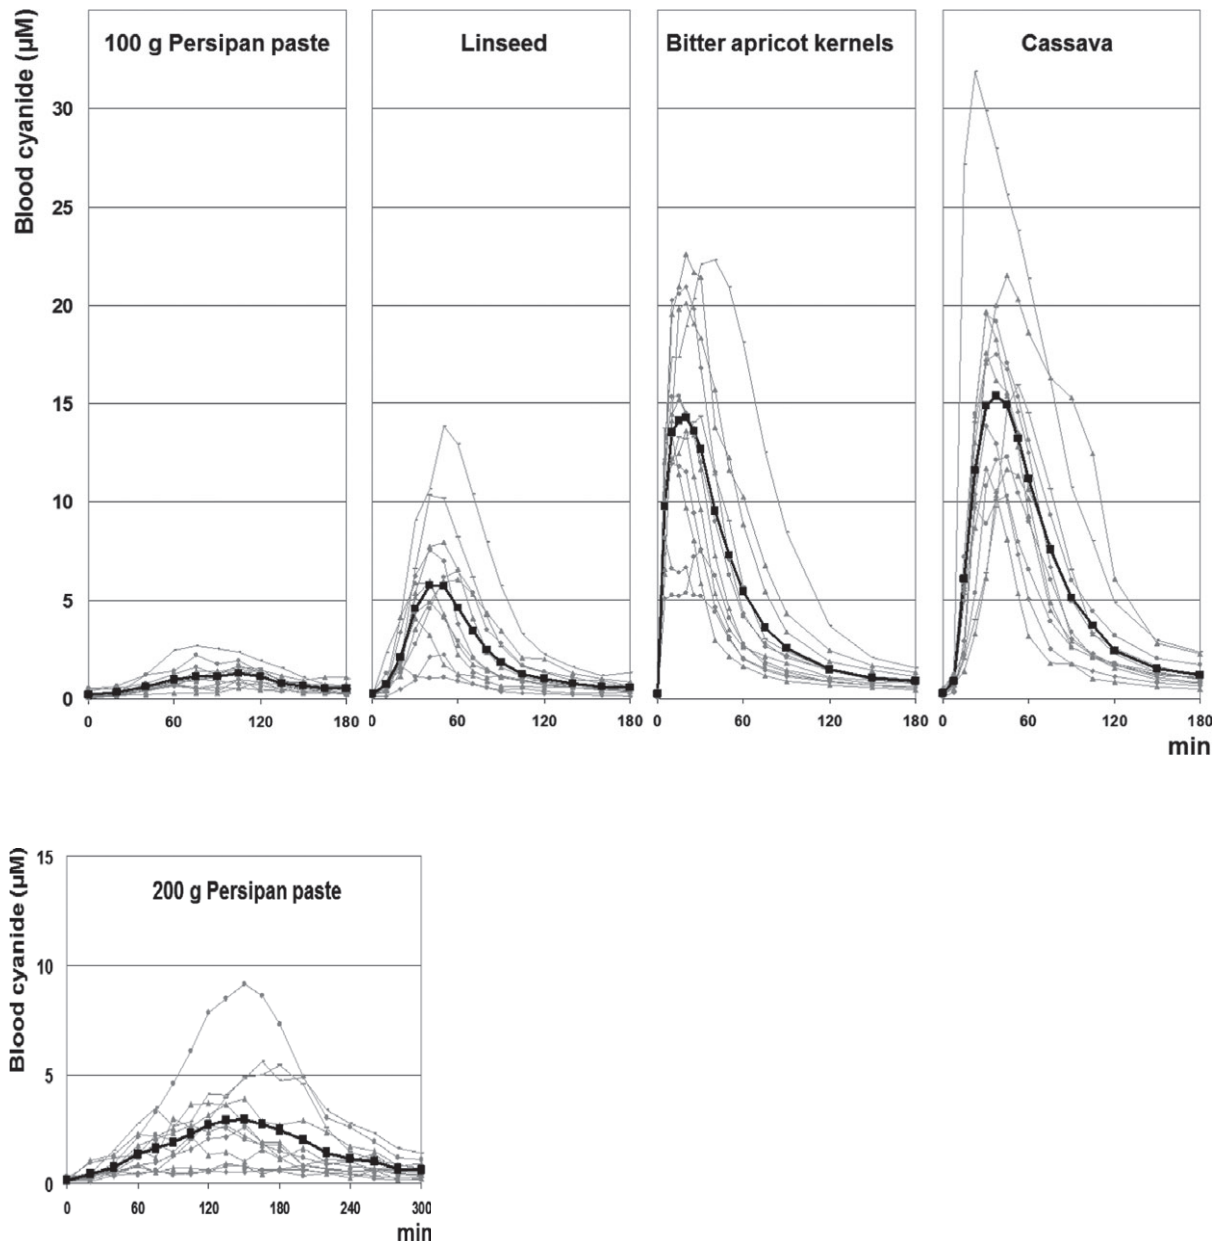 Blood cyanide (µM)
100 g Persipan paste
Linseed
Bitter apricot kernels
Cassava
30
25
20
15
10
5
0
0 60 120 180 0 60 120 180 0 60 120 180 0 60 120 180
min
Blood cyanide (µM)
200 g Persipan paste
15
10
5
0
0 60 120 180 240 300
min